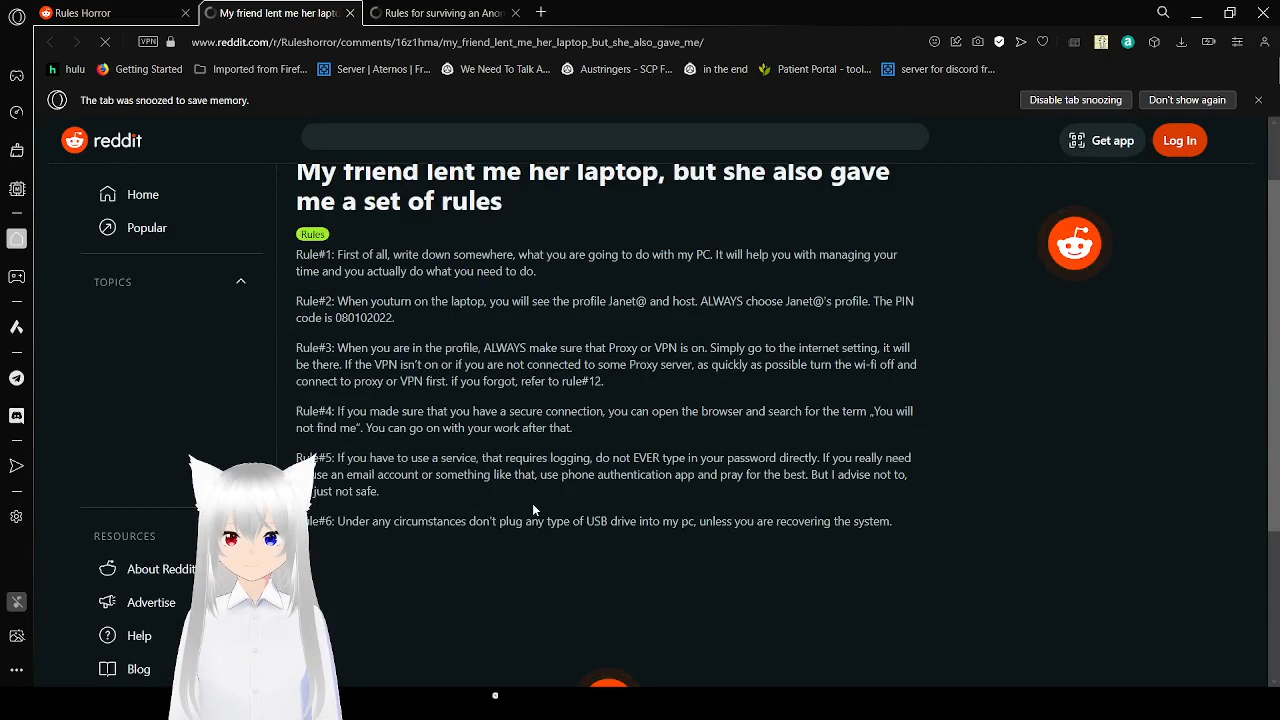 Rules Horror
My friend lent me her lapto
Rules for surviving an Anon
VPN
www.reddit.com/r/Ruleshorror/comments/16z1hma/my_friend_lent_me_her_laptop_but_she_also_gave_me/
hulu
Getting Started
Imported from Firef...
Server | Aternos | Fr...
We Need To Talk A...
Austringers - SCP F...
in the end
Patient Portal - tool...
server for discord fr...
The tab was snoozed to save memory.
Disable tab snoozing
Don't show again
reddit
Get app
Log In
Home
Popular
TOPICS
RESOURCES
About Reddit
Advertise
Help
Blog
My friend lent me her laptop, but she also gave
me a set of rules
Rules
Rule#1: First of all, write down somewhere, what you are going to do with my PC. It will help you with managing your
time and you actually do what you need to do.
Rule#2: When youturn on the laptop, you will see the profile Janet@ and host. ALWAYS choose Janet@'s profile. The PIN
code is 080102022.
Rule#3: When you are in the profile, ALWAYS make sure that Proxy or VPN is on. Simply go to the internet setting, it will
be there. If the VPN isn't on or if you are not connected to some Proxy server, as quickly as possible turn the wi-fi off and
connect to proxy or VPN first. if you forgot, refer to rule#12.
Rule#4: If you made sure that you have a secure connection, you can open the browser and search for the term „You will
not find me“. You can go on with your work after that.
Rule#5: If you have to use a service, that requires logging, do not EVER type in your password directly. If you really need
use an email account or something like that, use phone authentication app and pray for the best. But I advise not to,
just not safe.
le#6: Under any circumstances don't plug any type of USB drive into my pc, unless you are recovering the system.